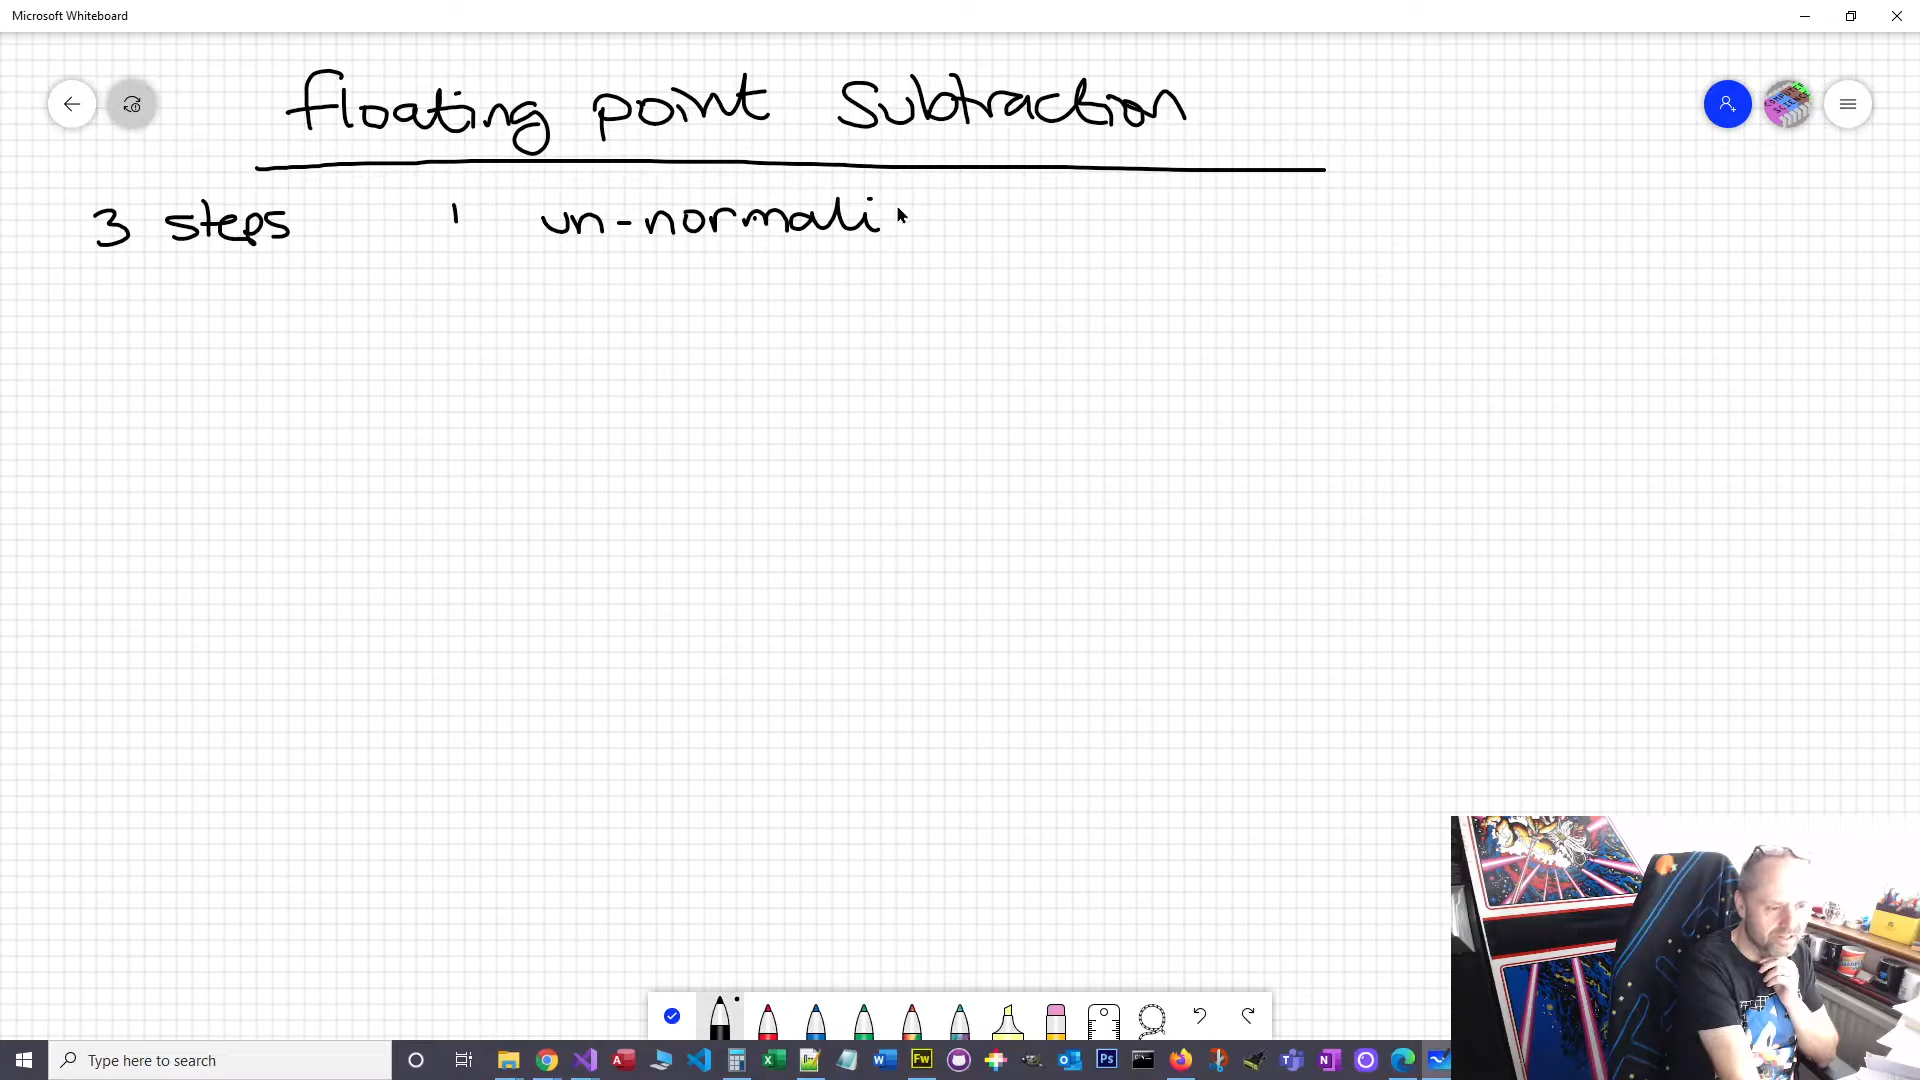 Microsoft Whiteboard
floating point Subtraction
3 steps 1 un-normali
Type here to search